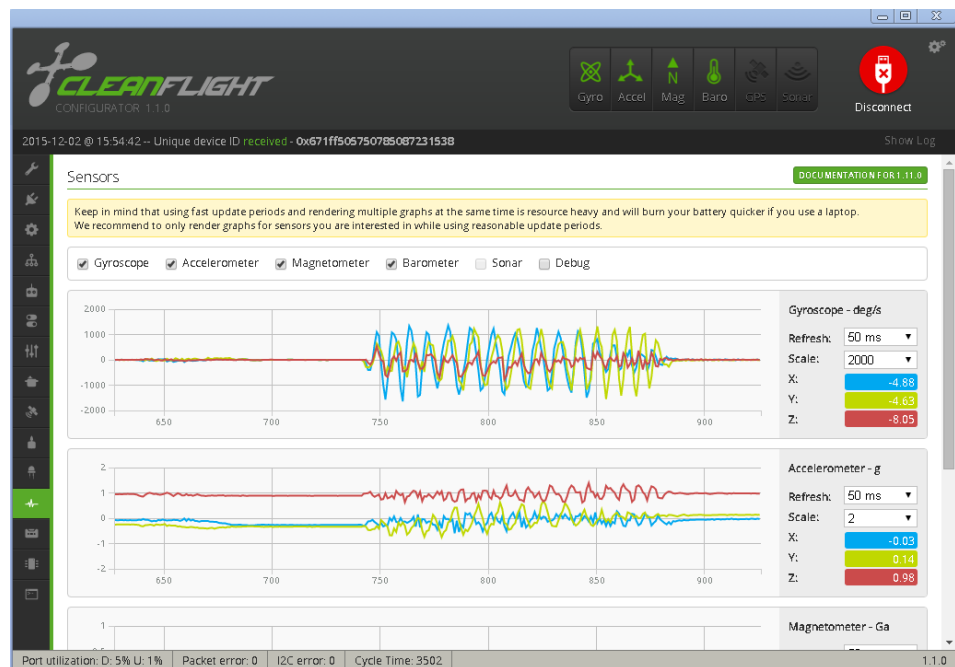 CLEANFLIGHT
CONFIGURATOR 1.1.0
Gyro Accel Mag Baro GPS Sonar
Disconnect
2015-12-02 @ 15:54:42 -- Unique device ID received - 0x671ff505750785087231538
Show Log
Sensors
DOCUMENTATION FOR 1.11.0
Keep in mind that using fast update periods and rendering multiple graphs at the same time is resource heavy and will burn your battery quicker if you use a laptop.
We recommend to only render graphs for sensors you are interested in while using reasonable update periods.
Gyroscope Accelerometer Magnetometer Barometer Sonar Debug
2000
1000
0
-1000
-2000
650 700 750 800 850 900
Gyroscope - deg/s
Refresh: 50 ms
Scale: 2000
X: -4.88
Y: -4.63
Z: -8.05
2
1
0
-1
-2
650 700 750 800 850 900
Accelerometer - g
Refresh: 50 ms
Scale: 2
X: -0.03
Y: 0.14
Z: 0.98
1
Magnetometer - Ga
Port utilization: D: 5% U: 1% Packet error: 0 I2C error: 0 Cycle Time: 3502 1.1.0